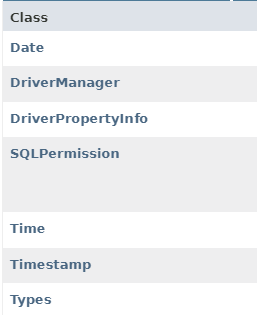 Class
Date
DriverManager
DriverPropertyInfo
SQLPermission
Time
Timestamp
Types